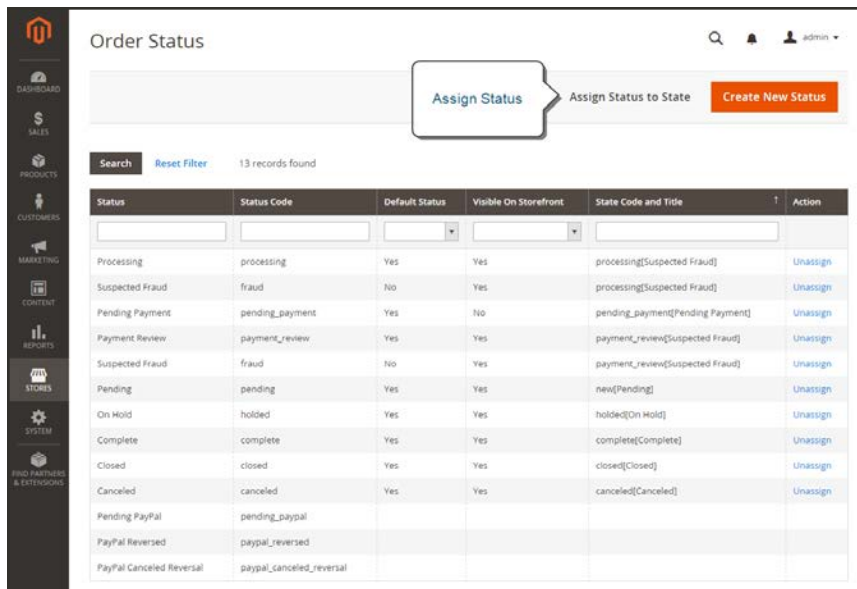 Order Status
admin
Assign Status
Assign Status to State
Create New Status
DASHBOARD
SALES
PRODUCTS
CUSTOMERS
MARKETING
CONTENT
REPORTS
STORES
SYSTEM
FIND PARTNERS
& EXTENSIONS
Search Reset Filter 13 records found
Status Status Code Default Status Visible On Storefront State Code and Title ↑ Action
Processing processing Yes Yes processing[Suspected Fraud] Unassign
Suspected Fraud fraud No Yes processing[Suspected Fraud] Unassign
Pending Payment pending_payment Yes No pending_payment[Pending Payment] Unassign
Payment Review payment_review Yes Yes payment_review[Suspected Fraud] Unassign
Suspected Fraud fraud No Yes payment_review[Suspected Fraud] Unassign
Pending pending Yes Yes new[Pending] Unassign
On Hold holded Yes Yes holded[On Hold] Unassign
Complete complete Yes Yes complete[Complete] Unassign
Closed closed Yes Yes closed[Closed] Unassign
Canceled canceled Yes Yes canceled[Canceled] Unassign
Pending PayPal pending_paypal
PayPal Reversed paypal_reversed
PayPal Canceled Reversal paypal_canceled_reversal